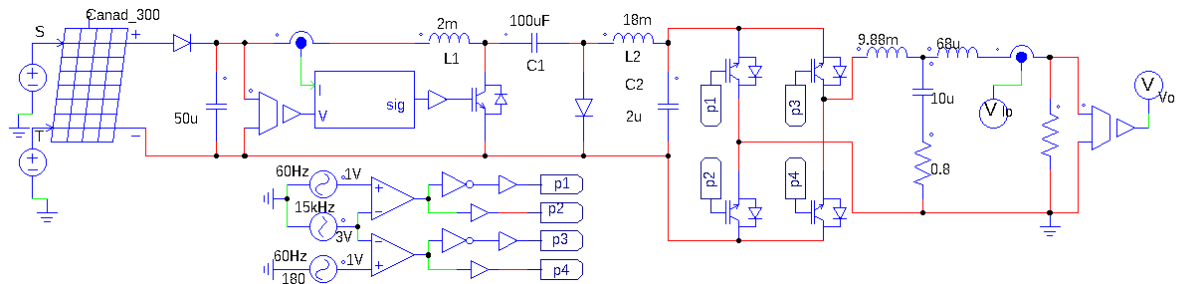 Canad_300
S
+
T
−
50u
I
V
sig
2m
L1
100uF
C1
18m
L2
C2
2u
p1
p3
p2
p4
9.88m
68u
10u
0.8
V Ip
V Vo
60Hz
1V
15kHz
3V
60Hz
180
1V
p1
p2
p3
p4